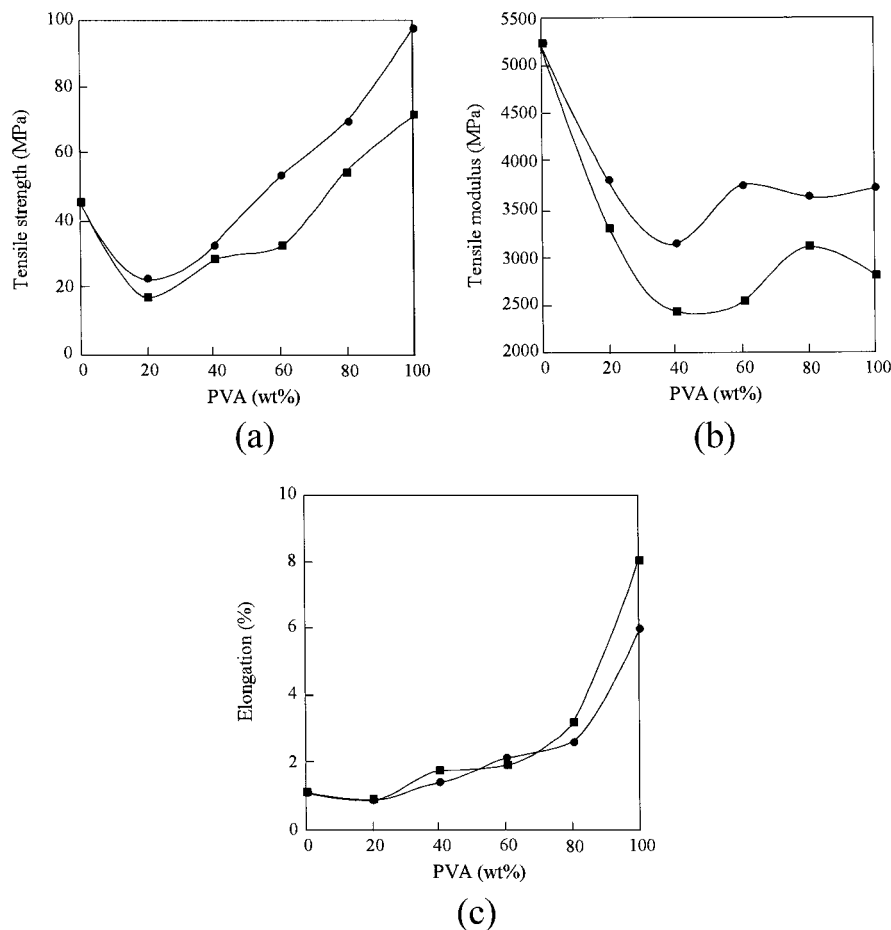 100
80
60
40
20
0
Tensile strength (MPa)
0 20 40 60 80 100
PVA (wt%)
(a)
5500
5000
4500
4000
3500
3000
2500
2000
Tensile modulus (MPa)
0 20 40 60 80 100
PVA (wt%)
(b)
10
8
6
4
2
0
Elongation (%)
0 20 40 60 80 100
PVA (wt%)
(c)